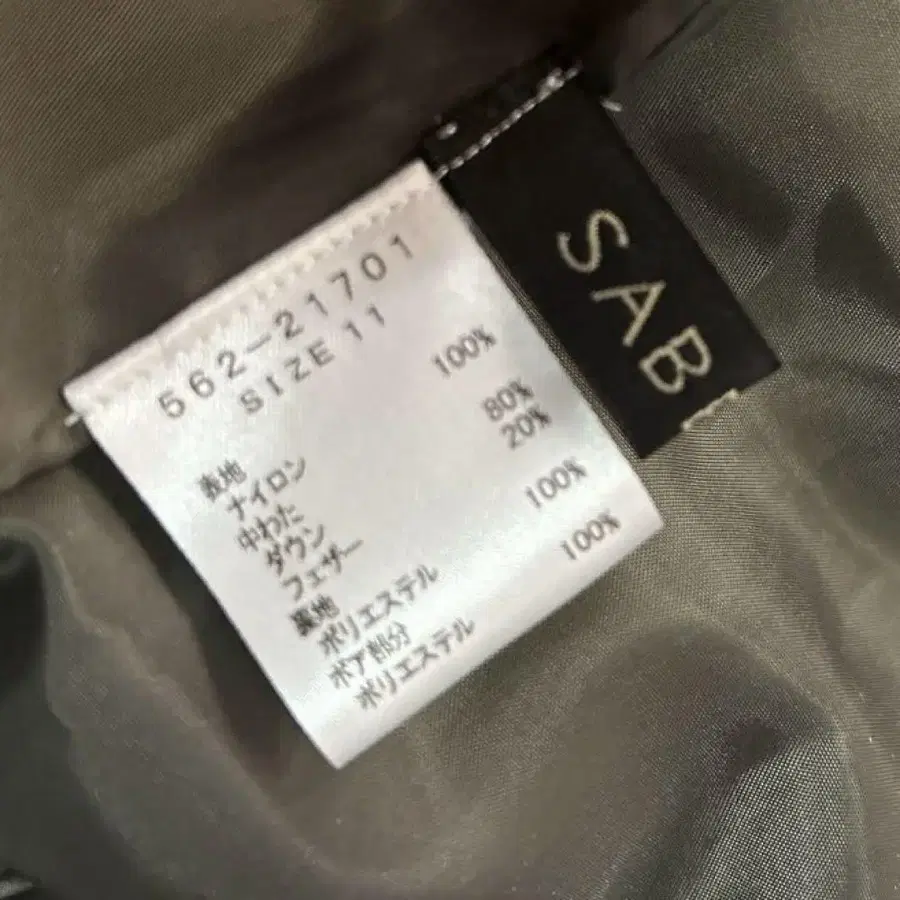 562-21701
SIZE 11
表地
ナイロン 100%
中わた
ダウン 80%
フェザー 20%
裏地
ポリエステル 100%
ボア部分
ポリエステル 100%
SAB